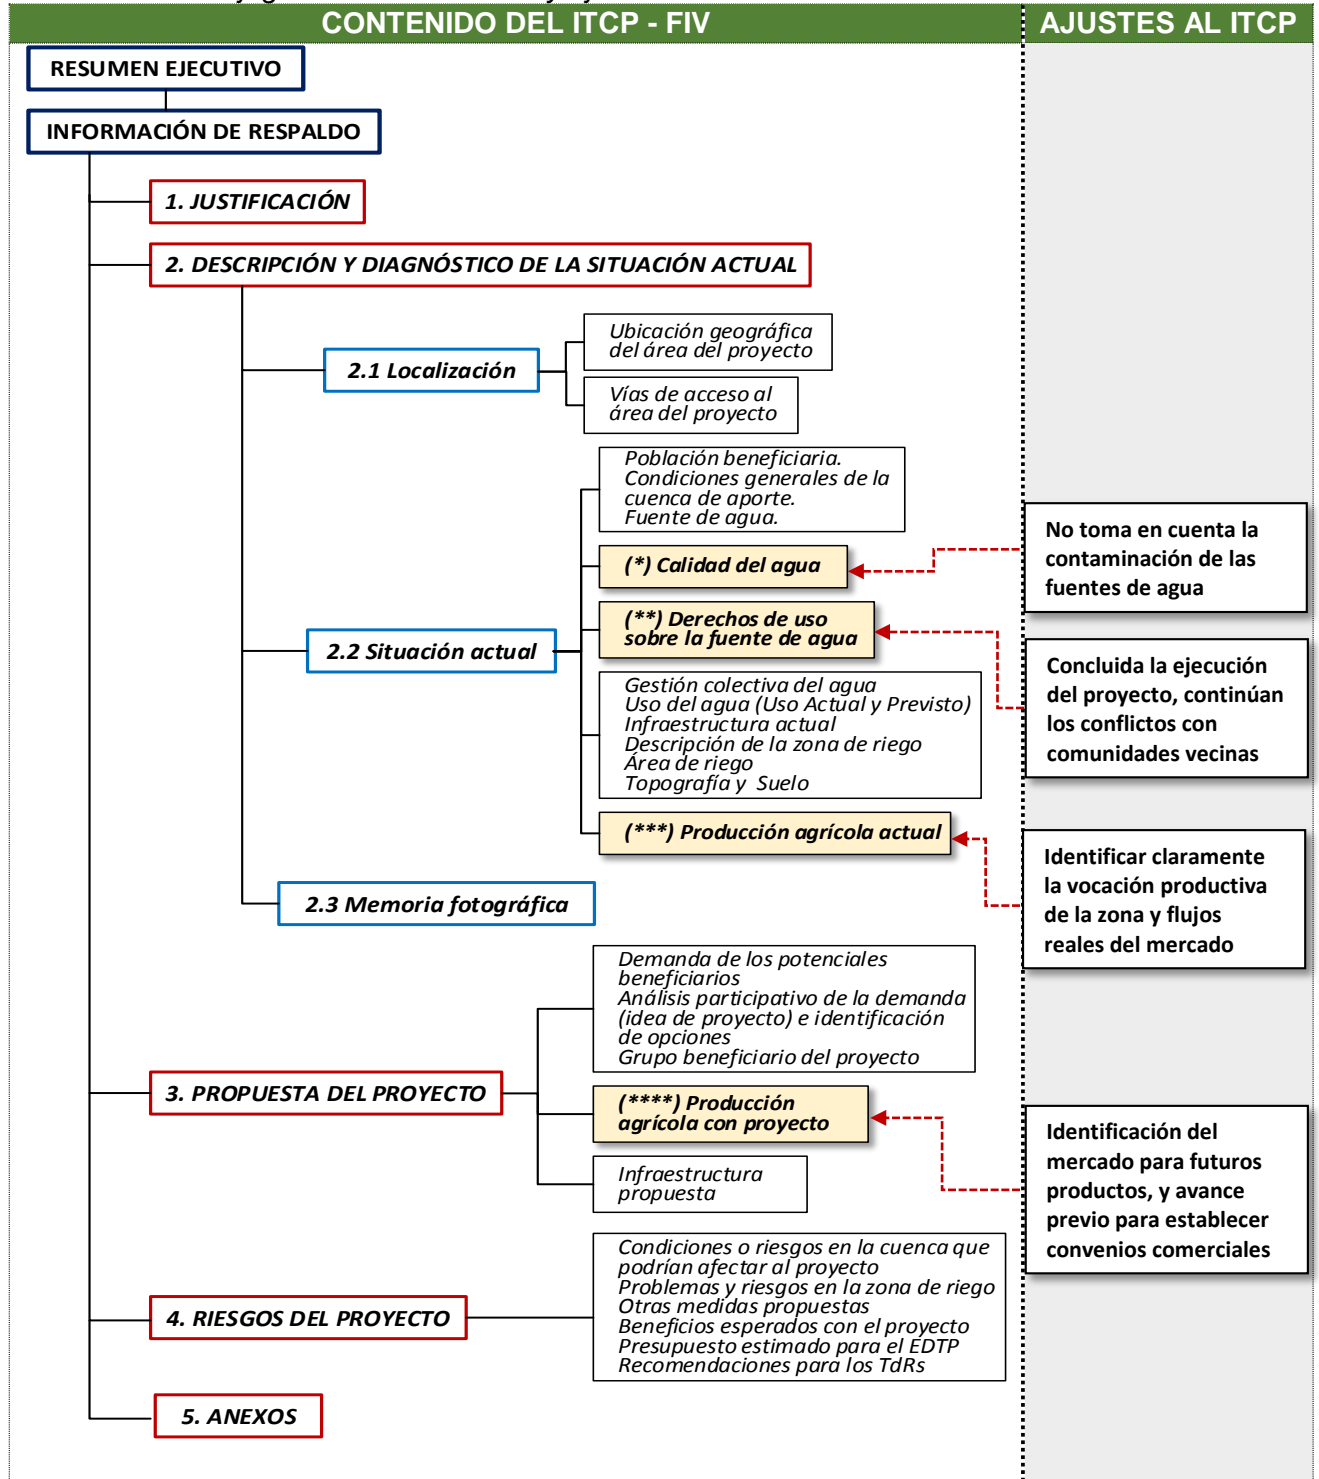 CONTENIDO DEL ITCP - FIV
AJUSTES AL ITCP
RESUMEN EJECUTIVO
INFORMACIÓN DE RESPALDO
1. JUSTIFICACIÓN
2. DESCRIPCIÓN Y DIAGNÓSTICO DE LA SITUACIÓN ACTUAL
2.1 Localización
Ubicación geográfica
del área del proyecto
Vías de acceso al
área del proyecto
2.2 Situación actual
Población beneficiaria.
Condiciones generales de la
cuenca de aporte.
Fuente de agua.
(*) Calidad del agua
No toma en cuenta la
contaminación de las
fuentes de agua
(**) Derechos de uso
sobre la fuente de agua
Concluida la ejecución
del proyecto, continúan
los conflictos con
comunidades vecinas
Gestión colectiva del agua
Uso del agua (Uso Actual y Previsto)
Infraestructura actual
Descripción de la zona de riego
Área de riego
Topografía y Suelo
(***) Producción agrícola actual
Identificar claramente
la vocación productiva
de la zona y flujos
reales del mercado
2.3 Memoria fotográfica
3. PROPUESTA DEL PROYECTO
Demanda de los potenciales
beneficiarios
Análisis participativo de la demanda
(idea de proyecto) e identificación
de opciones
Grupo beneficiario del proyecto
(****) Producción
agrícola con proyecto
Identificación del
mercado para futuros
productos, y avance
previo para establecer
convenios comerciales
Infraestructura
propuesta
4. RIESGOS DEL PROYECTO
Condiciones o riesgos en la cuenca que
podrían afectar al proyecto
Problemas y riesgos en la zona de riego
Otras medidas propuestas
Beneficios esperados con el proyecto
Presupuesto estimado para el EDTP
Recomendaciones para los TdRs
5. ANEXOS